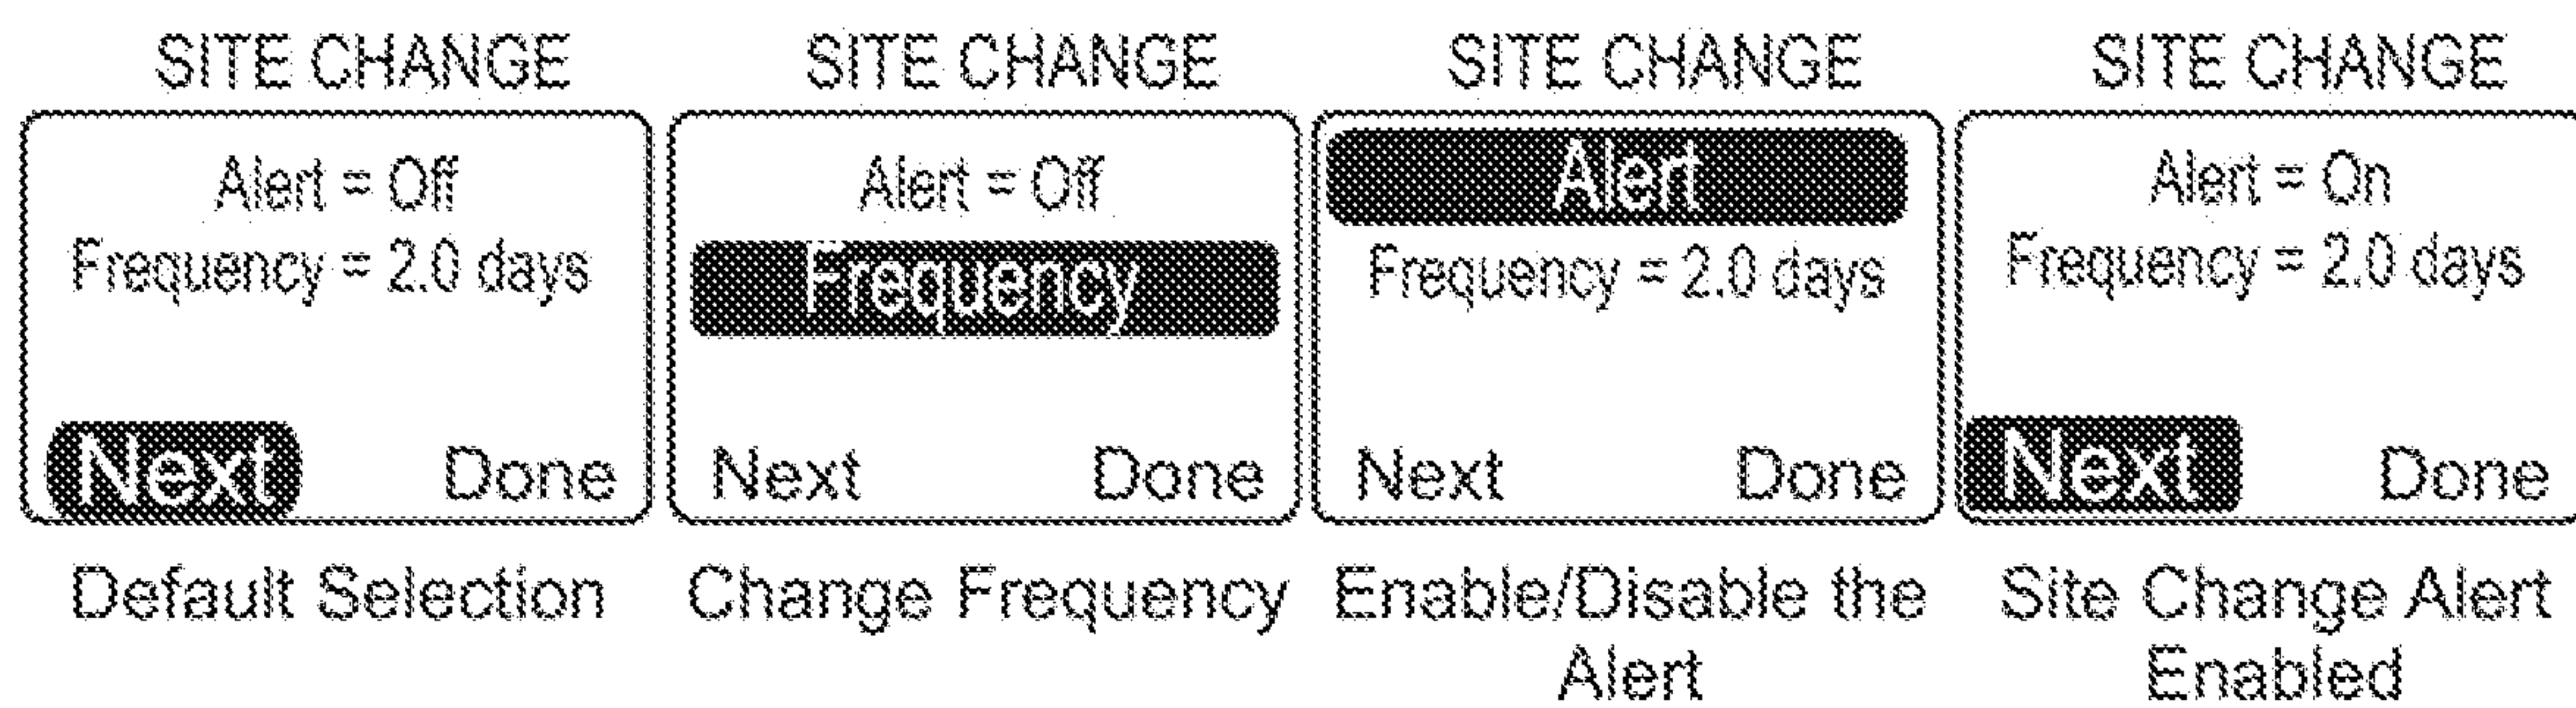 SITE CHANGE
Alert = Off
Frequency = 2.0 days
Next Done
Default Selection
SITE CHANGE
Alert = Off
Frequency
Next Done
Change Frequency
SITE CHANGE
Alert
Frequency = 2.0 days
Next Done
Enable/Disable the
Alert
SITE CHANGE
Alert = On
Frequency = 2.0 days
Next Done
Site Change Alert
Enabled